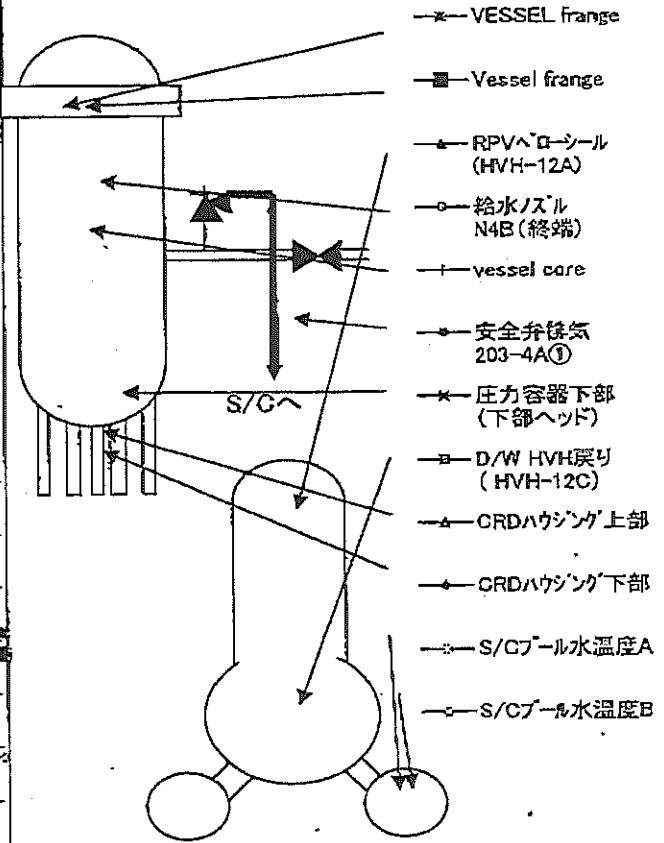 VESSEL frange
Vessel frange
RPVベローシール
(HVH-12A)
給水ノズル
N4B(終端)
vessel core
安全弁排気
203-4A①
圧力容器下部
(下部ヘッド)
D/W HVH戻り
( HVH-12C)
CRDハウジング上部
CRDハウジング下部
S/Cプール水温度A
S/Cプール水温度B
S/Cへ